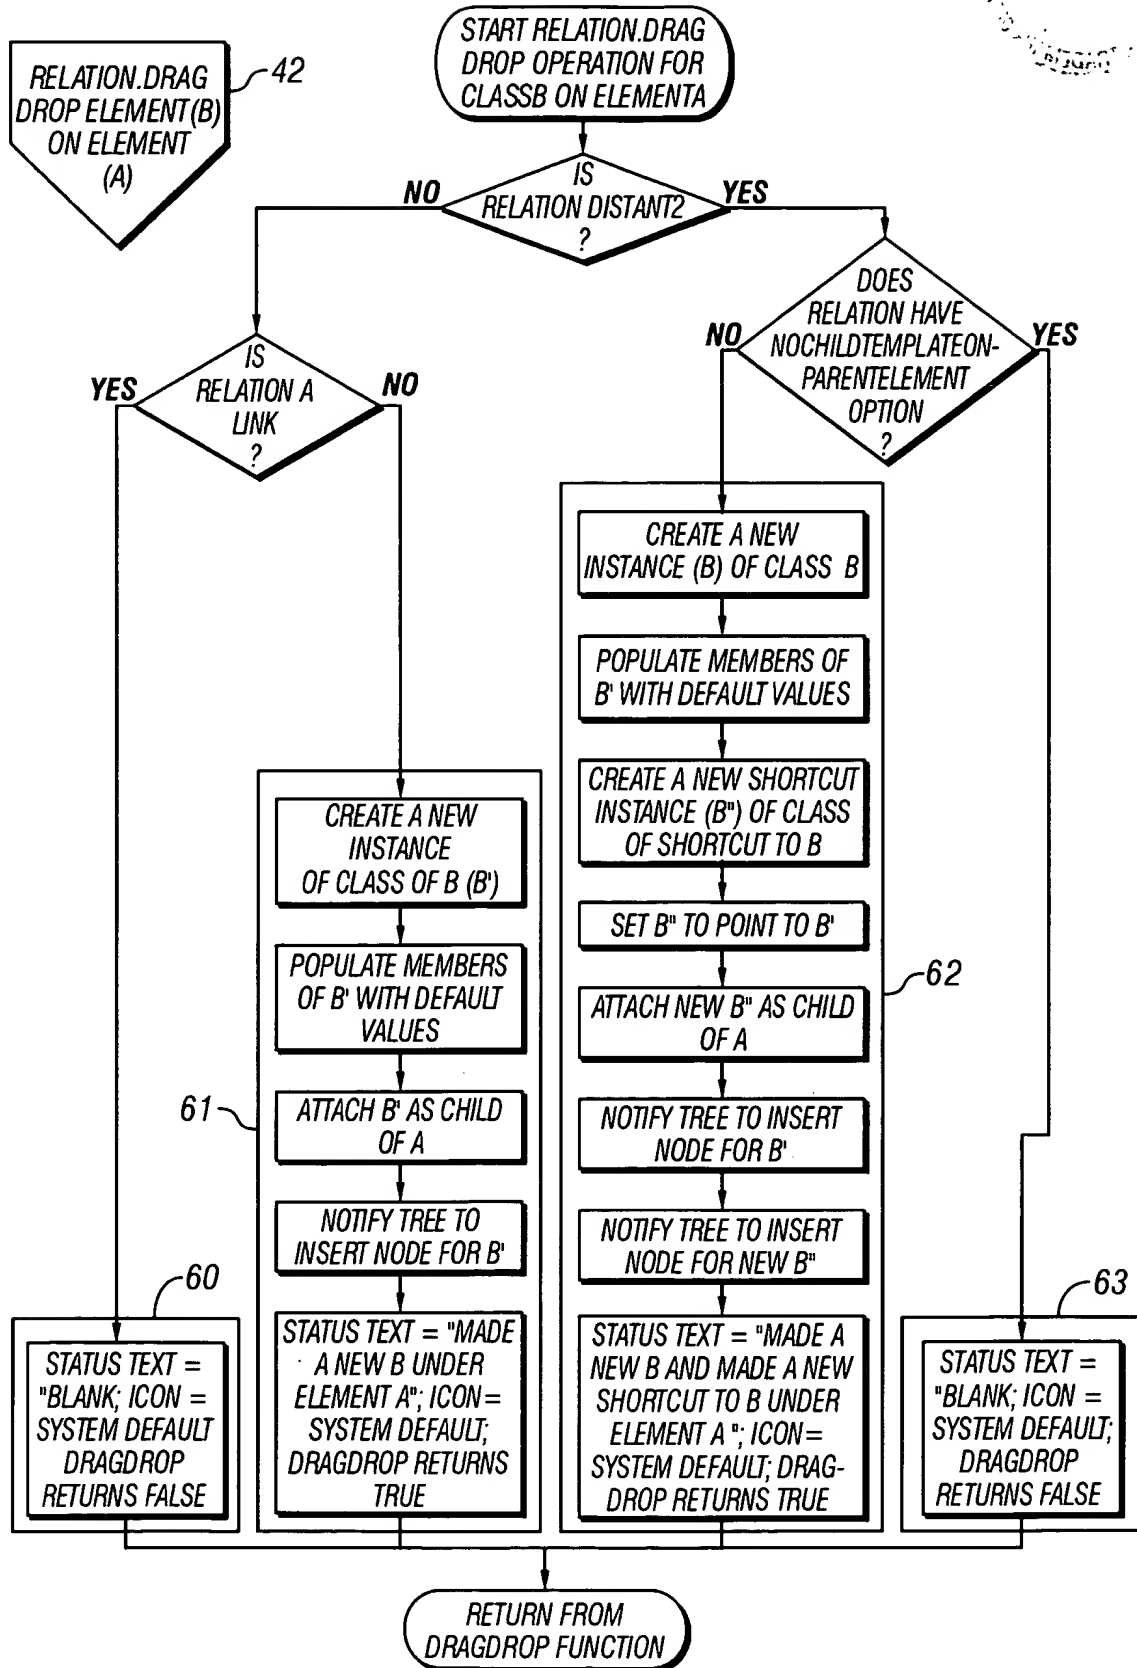 RELATION.DRAG
DROP ELEMENT(B)
ON ELEMENT
(A)
42
START RELATION.DRAG
DROP OPERATION FOR
CLASSB ON ELEMENTA
IS
RELATION DISTANT2
?
NO
YES
IS
RELATION A
LINK
?
YES
NO
DOES
RELATION HAVE
NOCHILDTEMPLATEON-
PARENTELEMENT
OPTION
?
NO
YES
CREATE A NEW
INSTANCE (B) OF CLASS B
POPULATE MEMBERS OF
B' WITH DEFAULT VALUES
CREATE A NEW SHORTCUT
INSTANCE (B") OF CLASS
OF SHORTCUT TO B
SET B" TO POINT TO B'
ATTACH NEW B" AS CHILD
OF A
NOTIFY TREE TO INSERT
NODE FOR B'
NOTIFY TREE TO INSERT
NODE FOR NEW B"
STATUS TEXT = "MADE A
NEW B AND MADE A NEW
SHORTCUT TO B UNDER
ELEMENT A "; ICON=
SYSTEM DEFAULT; DRAG-
DROP RETURNS TRUE
62
CREATE A NEW
INSTANCE
OF CLASS OF B (B')
POPULATE MEMBERS
OF B' WITH DEFAULT
VALUES
ATTACH B' AS CHILD
OF A
NOTIFY TREE TO
INSERT NODE FOR B'
STATUS TEXT = "MADE
A NEW B UNDER
ELEMENT A"; ICON=
SYSTEM DEFAULT;
DRAGDROP RETURNS
TRUE
61
60
STATUS TEXT =
"BLANK; ICON =
SYSTEM DEFAULT
DRAGDROP
RETURNS FALSE
63
STATUS TEXT =
"BLANK; ICON =
SYSTEM DEFAULT;
DRAGDROP
RETURNS FALSE
RETURN FROM
DRAGDROP FUNCTION